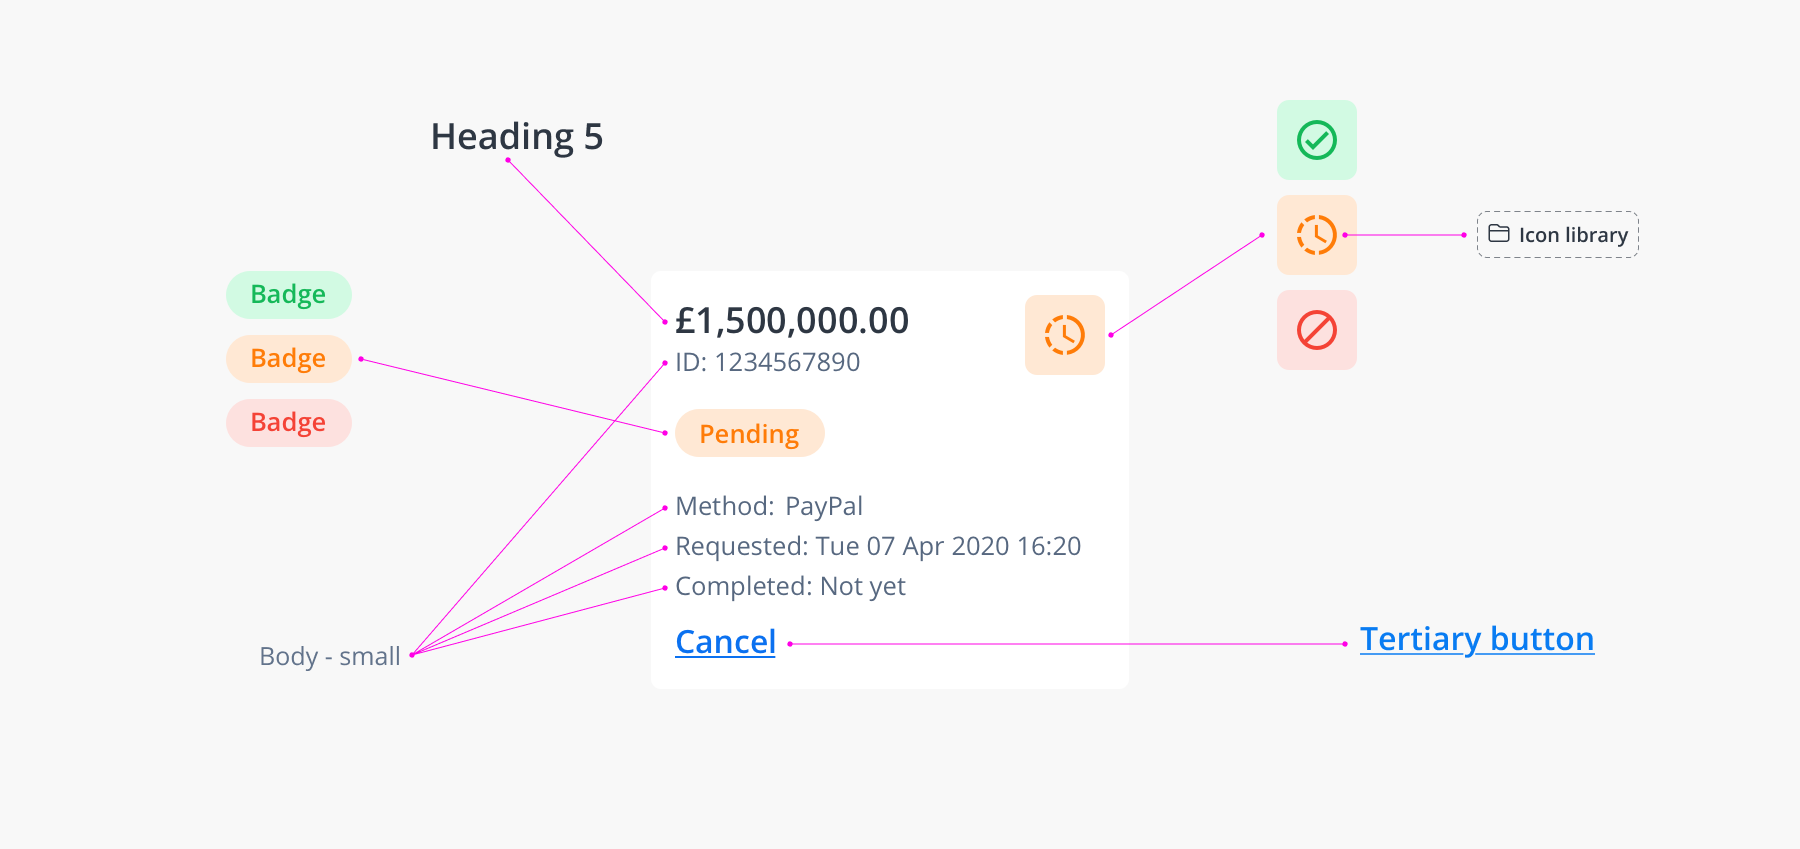 Heading 5
Icon library
Badge
Badge
Badge
£1,500,000.00
ID: 1234567890
Pending
Method: PayPal
Requested: Tue 07 Apr 2020 16:20
Completed: Not yet
Cancel
Body - small
Tertiary button